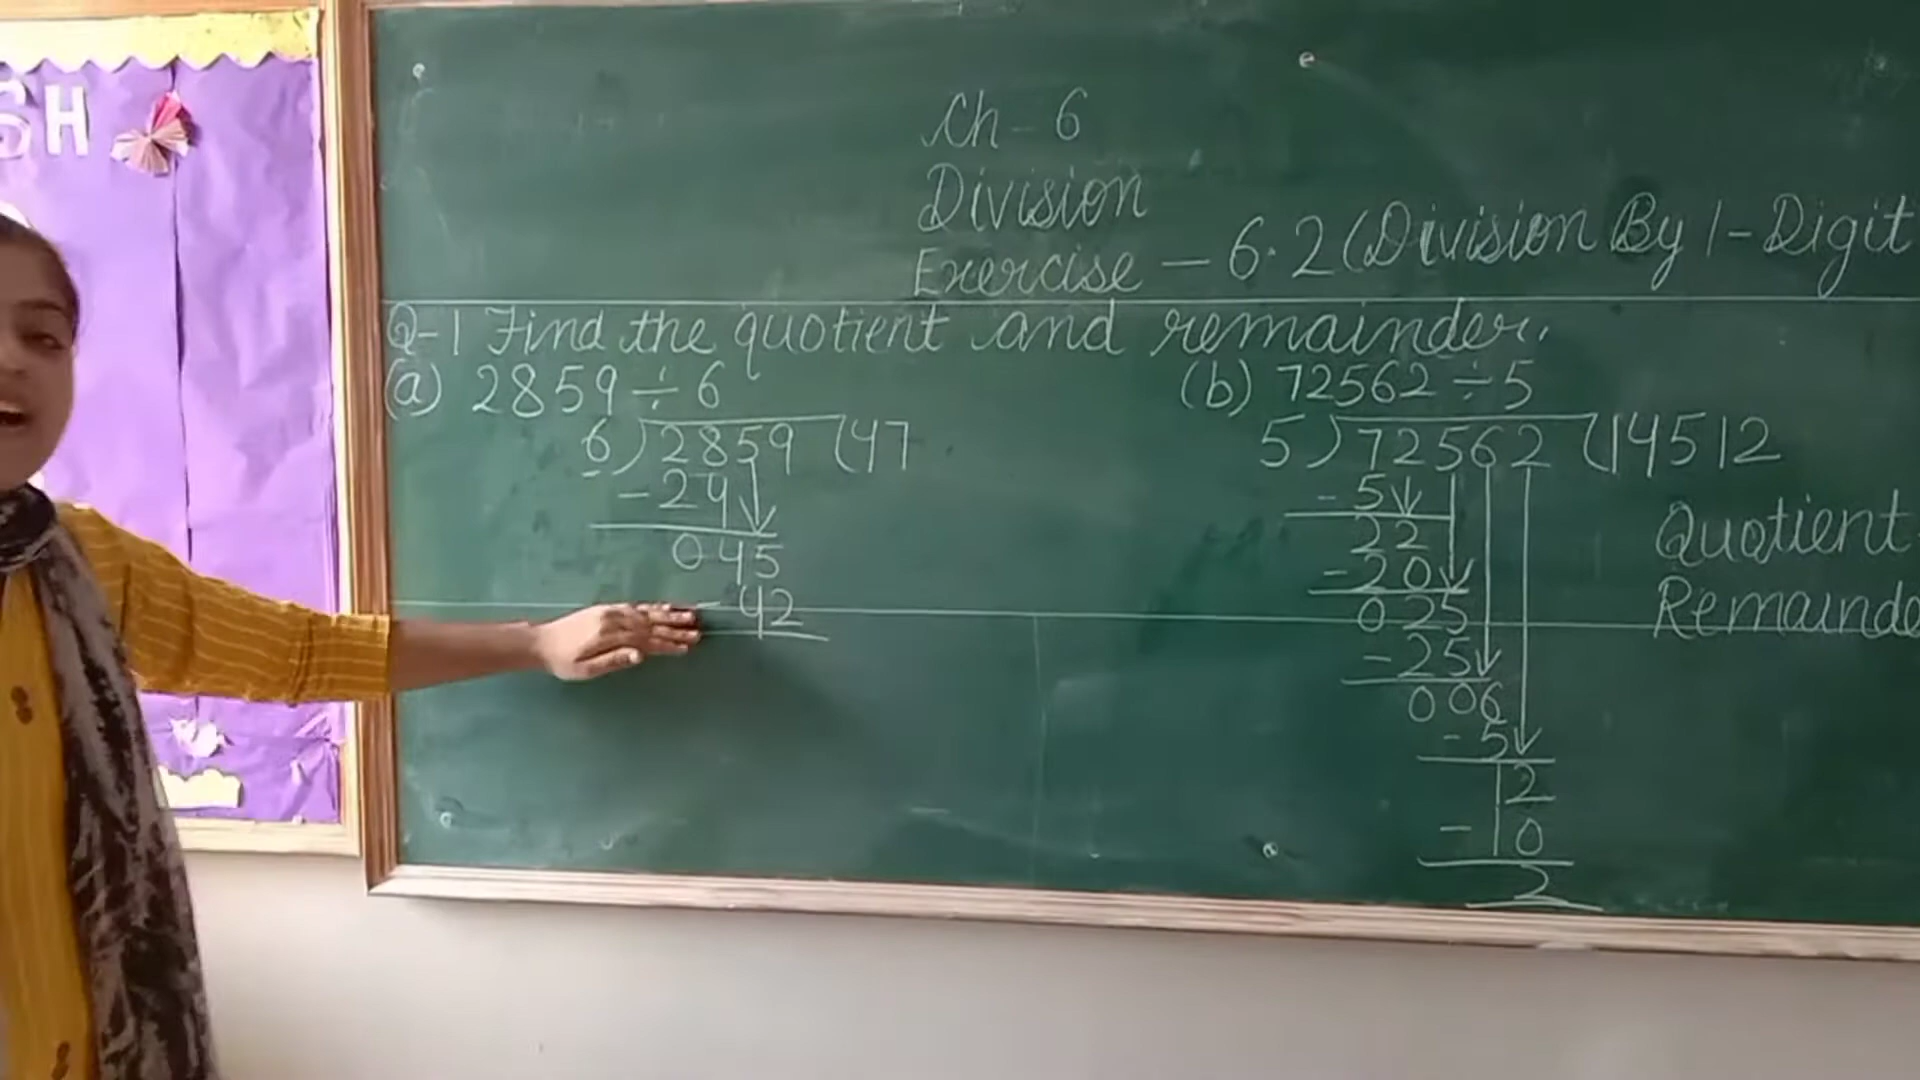 SH
Ch - 6
Division
Exercise - 6.2 (Division By 1-Digit
Q-1 Find the quotient and remainder.
(a) 2859 ÷ 6
6)2859(47
-24
045
- 42
(b) 72562 ÷ 5
5)72562(14512
-5
22
-20
025
-25
006
-5
12
-10
2
Quotient
Remainde